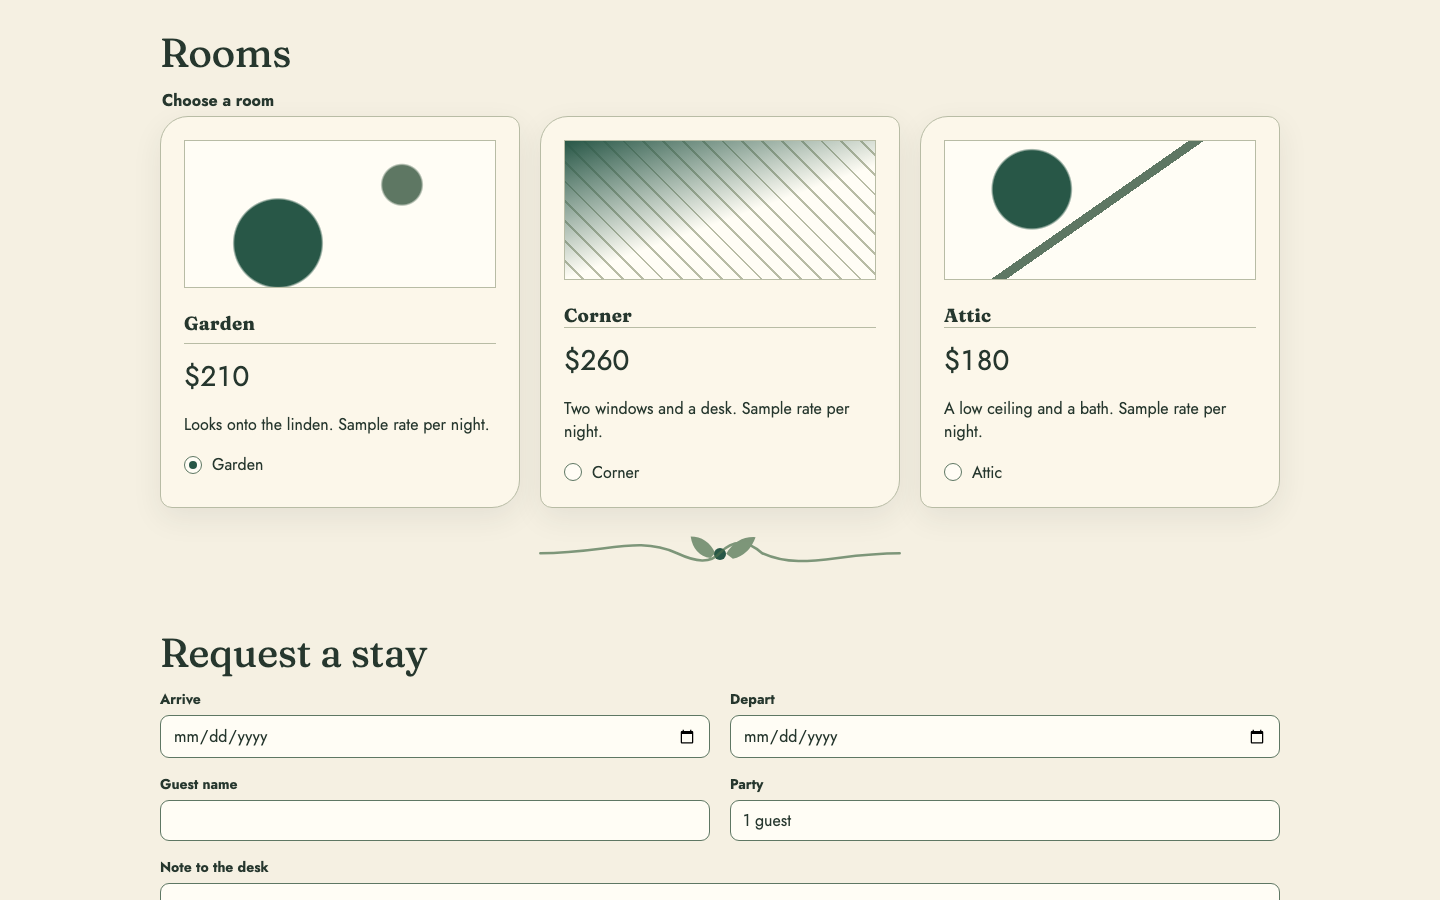 Rooms
Choose a room
Garden
$210
Looks onto the linden. Sample rate per night.
Garden
Corner
$260
Two windows and a desk. Sample rate per
night.
Corner
Attic
$180
A low ceiling and a bath. Sample rate per
night.
Attic
Request a stay
Arrive
mm/dd/yyyy
Depart
mm/dd/yyyy
Guest name
Party
1 guest
Note to the desk